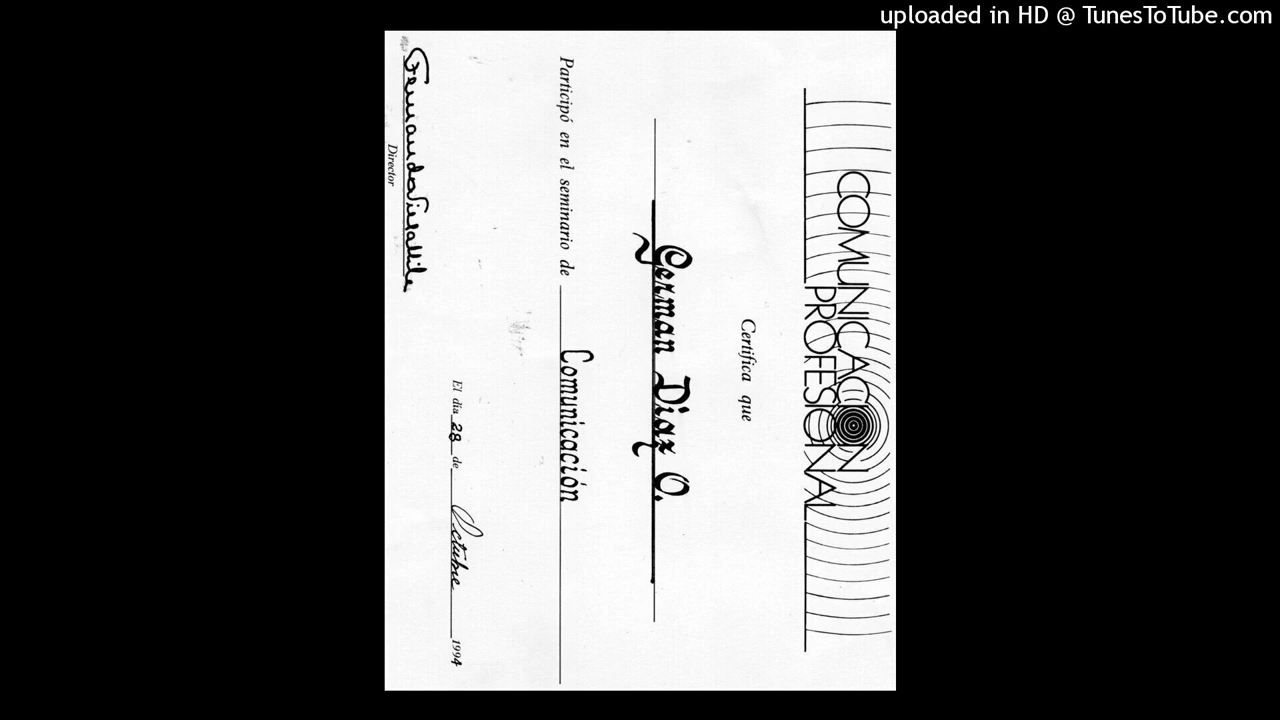 uploaded in HD @ TunesToTube.com
COMUNICACION
PROFESIONAL
Certifica que
German Diaz O.
Participó en el seminario de Comunicación
El día 28 de Octubre 1994
Director